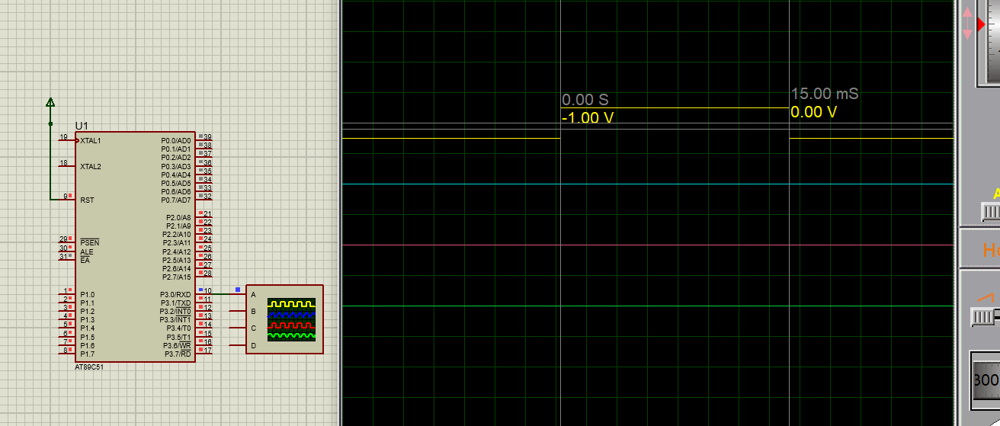 U1
19 XTAL1
18 XTAL2
9 RST
29 PSEN
30 ALE
31 EA
1 P1.0
2 P1.1
3 P1.2
4 P1.3
5 P1.4
6 P1.5
7 P1.6
8 P1.7
P0.0/AD0 39
P0.1/AD1 38
P0.2/AD2 37
P0.3/AD3 36
P0.4/AD4 35
P0.5/AD5 34
P0.6/AD6 33
P0.7/AD7 32
P2.0/A8 21
P2.1/A9 22
P2.2/A10 23
P2.3/A11 24
P2.4/A12 25
P2.5/A13 26
P2.6/A14 27
P2.7/A15 28
P3.0/RXD 10
P3.1/TXD 11
P3.2/INT0 12
P3.3/INT1 13
P3.4/T0 14
P3.5/T1 15
P3.6/WR 16
P3.7/RD 17
AT89C51
A
B
C
D
0.00 S
-1.00 V
15.00 mS
0.00 V
A
300